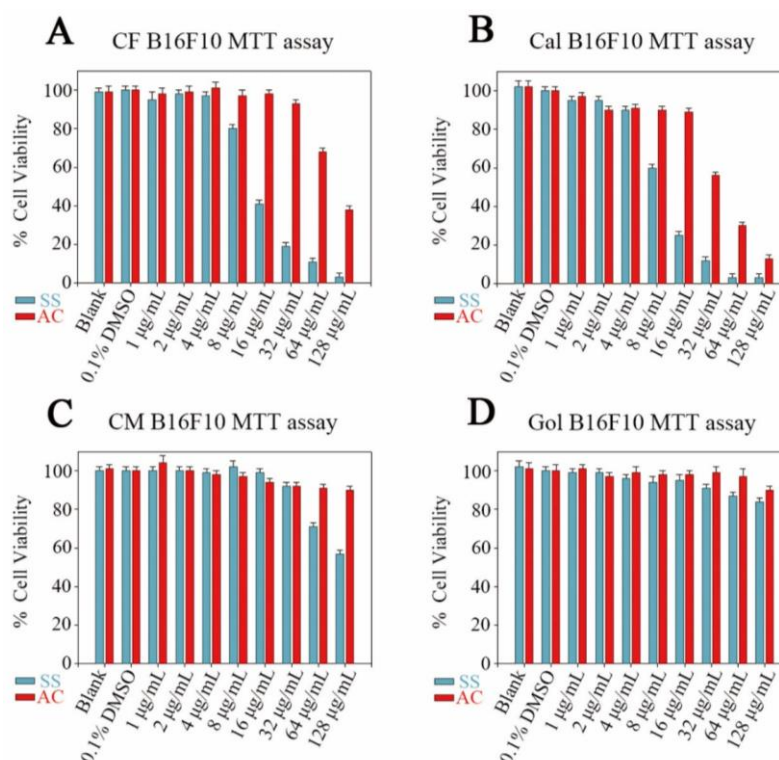 A
CF B16F10 MTT assay
% Cell Viability
100
80
60
40
20
0
SS
AC
Blank
0.1% DMSO
1 µg/mL
2 µg/mL
4 µg/mL
8 µg/mL
16 µg/mL
32 µg/mL
64 µg/mL
128 µg/mL
B
Cal B16F10 MTT assay
% Cell Viability
100
80
60
40
20
0
SS
AC
Blank
0.1% DMSO
1 µg/mL
2 µg/mL
4 µg/mL
8 µg/mL
16 µg/mL
32 µg/mL
64 µg/mL
128 µg/mL
C
CM B16F10 MTT assay
% Cell Viability
100
80
60
40
20
0
SS
AC
Blank
0.1% DMSO
1 µg/mL
2 µg/mL
4 µg/mL
8 µg/mL
16 µg/mL
32 µg/mL
64 µg/mL
128 µg/mL
D
Gol B16F10 MTT assay
% Cell Viability
100
80
60
40
20
0
SS
AC
Blank
0.1% DMSO
1 µg/mL
2 µg/mL
4 µg/mL
8 µg/mL
16 µg/mL
32 µg/mL
64 µg/mL
128 µg/mL